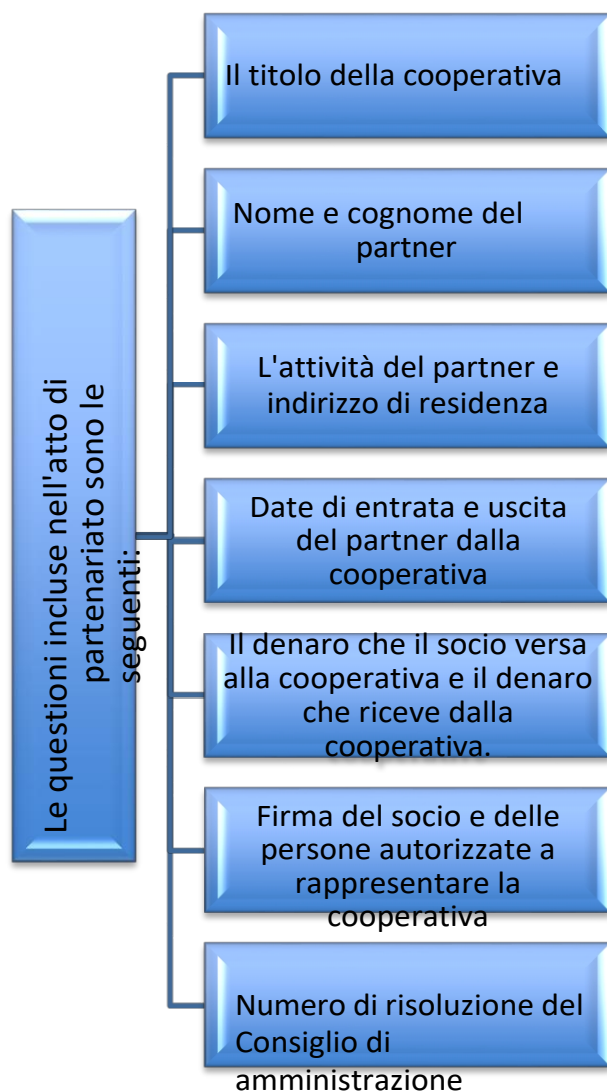 Le questioni incluse nell'atto di
partenariato sono le
seguenti:
Il titolo della cooperativa
Nome e cognome del
partner
L'attività del partner e
indirizzo di residenza
Date di entrata e uscita
del partner dalla
cooperativa
Il denaro che il socio versa
alla cooperativa e il denaro
che riceve dalla
cooperativa.
Firma del socio e delle
persone autorizzate a
rappresentare la
cooperativa
Numero di risoluzione del
Consiglio di
amministrazione